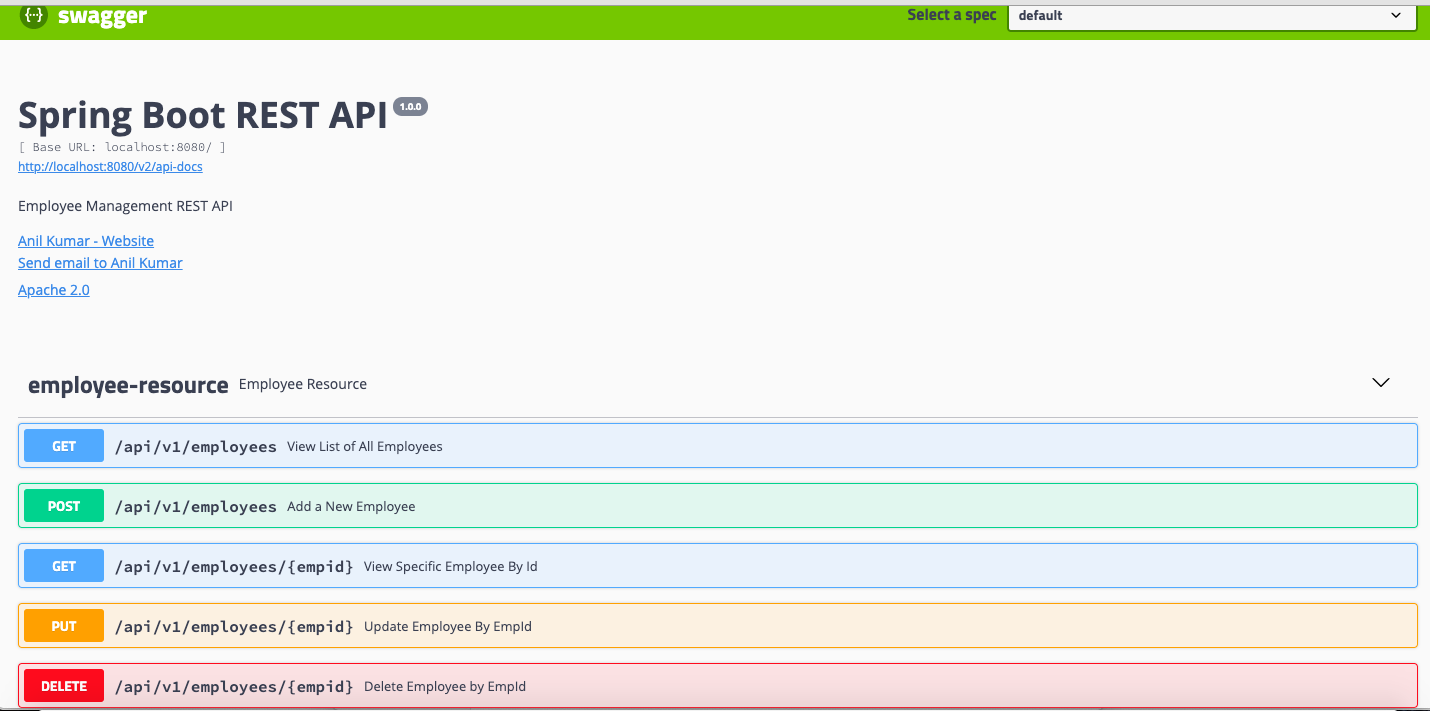 {···} swagger Select a spec default
Spring Boot REST API 1.0.0
[ Base URL: localhost:8080/ ]
http://localhost:8080/v2/api-docs
Employee Management REST API
Anil Kumar - Website
Send email to Anil Kumar
Apache 2.0
employee-resource Employee Resource
GET /api/v1/employees View List of All Employees
POST /api/v1/employees Add a New Employee
GET /api/v1/employees/{empid} View Specific Employee By Id
PUT /api/v1/employees/{empid} Update Employee By EmpId
DELETE /api/v1/employees/{empid} Delete Employee by EmpId